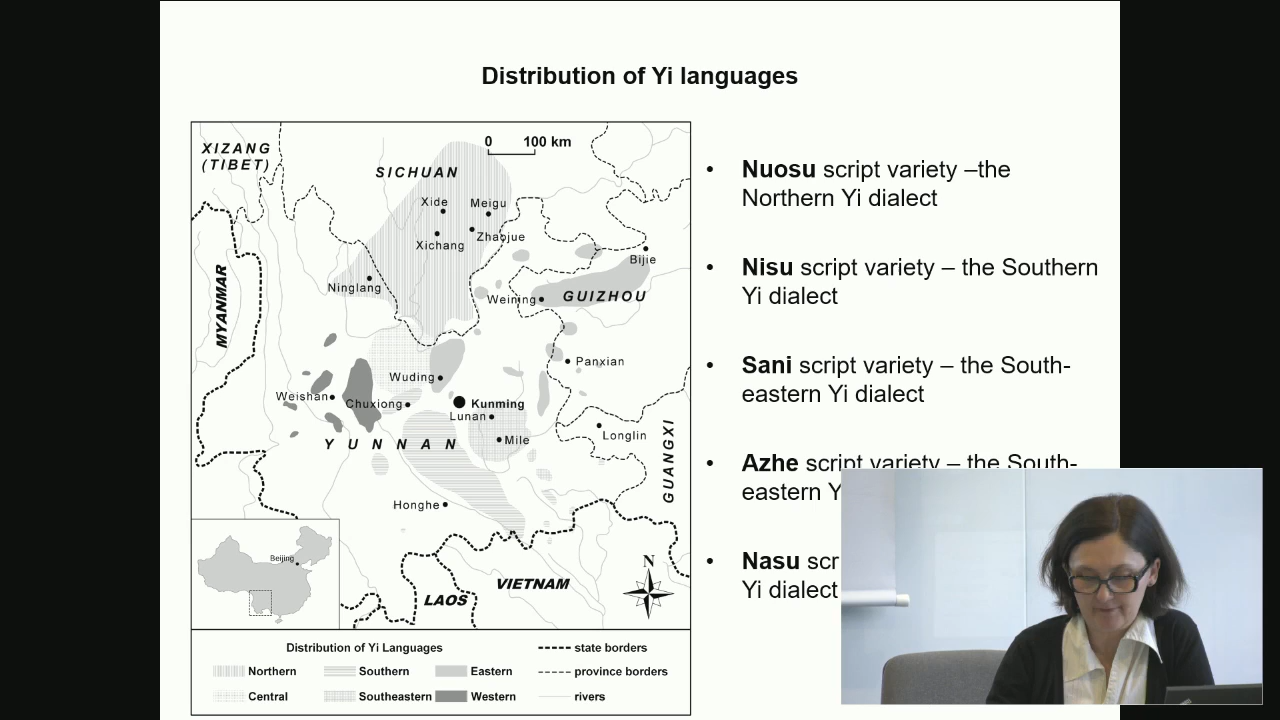 Distribution of Yi languages
XIZANG
(TIBET)
0 100 km
SICHUAN
Xide
Meigu
Xichang
Zhaojue
Bijie
Ninglang
Weining
GUIZHOU
MYANMAR
Panxian
Wuding
Weishan
Chuxiong
Kunming
Lunan
YUNNAN
Mile
Longlin
GUANGXI
Honghe
Beijing
N
VIETNAM
LAOS
Distribution of Yi Languages
Northern
Southern
Eastern
Central
Southeastern
Western
state borders
province borders
rivers
• Nuosu script variety –the
Northern Yi dialect
• Nisu script variety – the Southern
Yi dialect
• Sani script variety – the South-
eastern Yi dialect
• Azhe script variety – the South-
eastern
• Nasu
Yi dialect